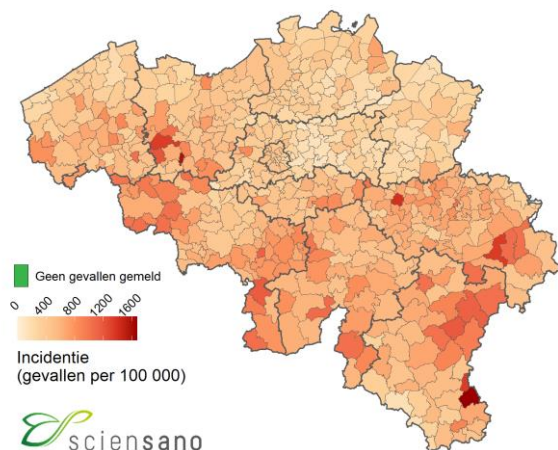 Geen gevallen gemeld
0 400 800 1200 1600
Incidentie
(gevallen per 100 000)
sciensano